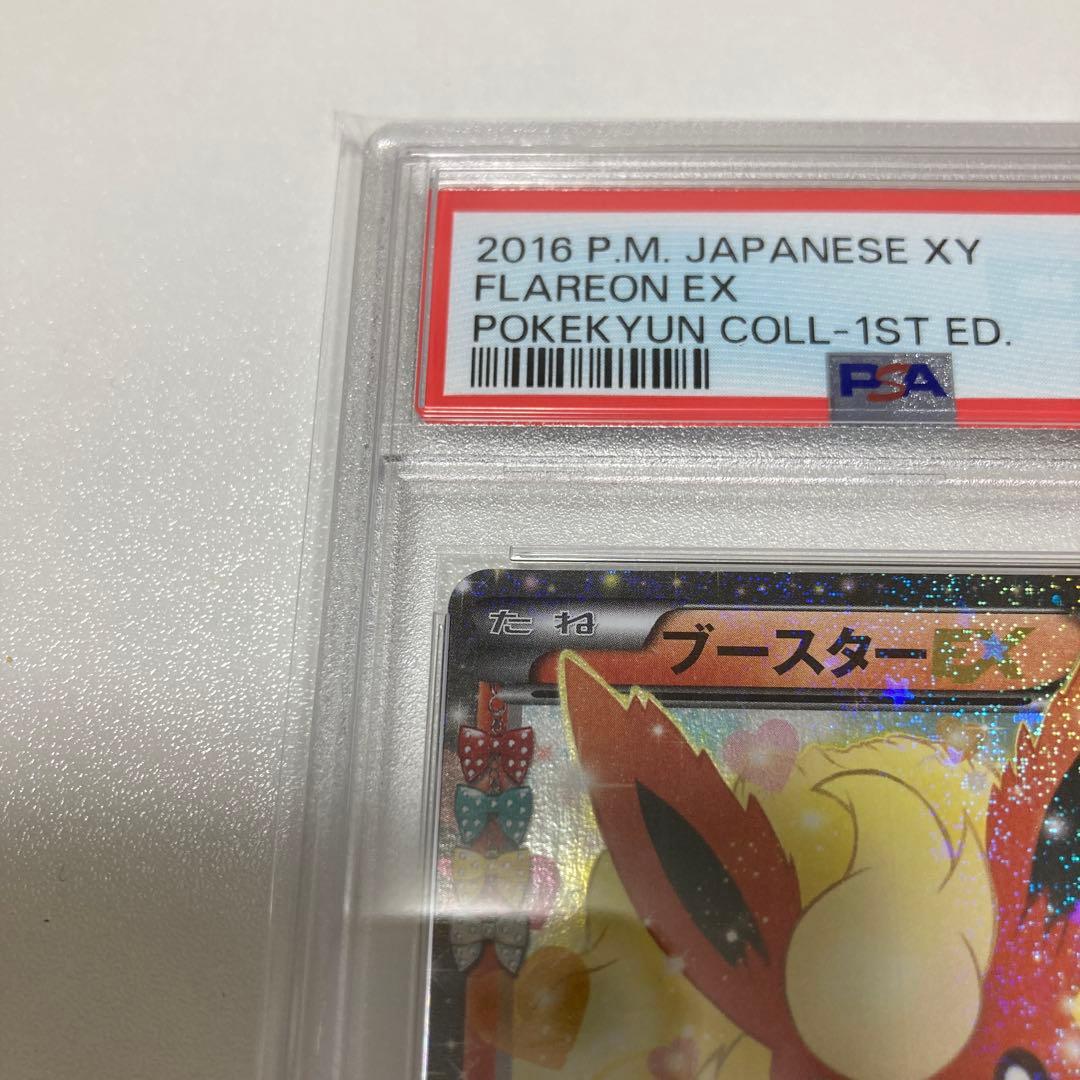 2016 P.M. JAPANESE XY
FLAREON EX
POKEKYUN COLL-1ST ED.
PSA
たね
ブースターEX